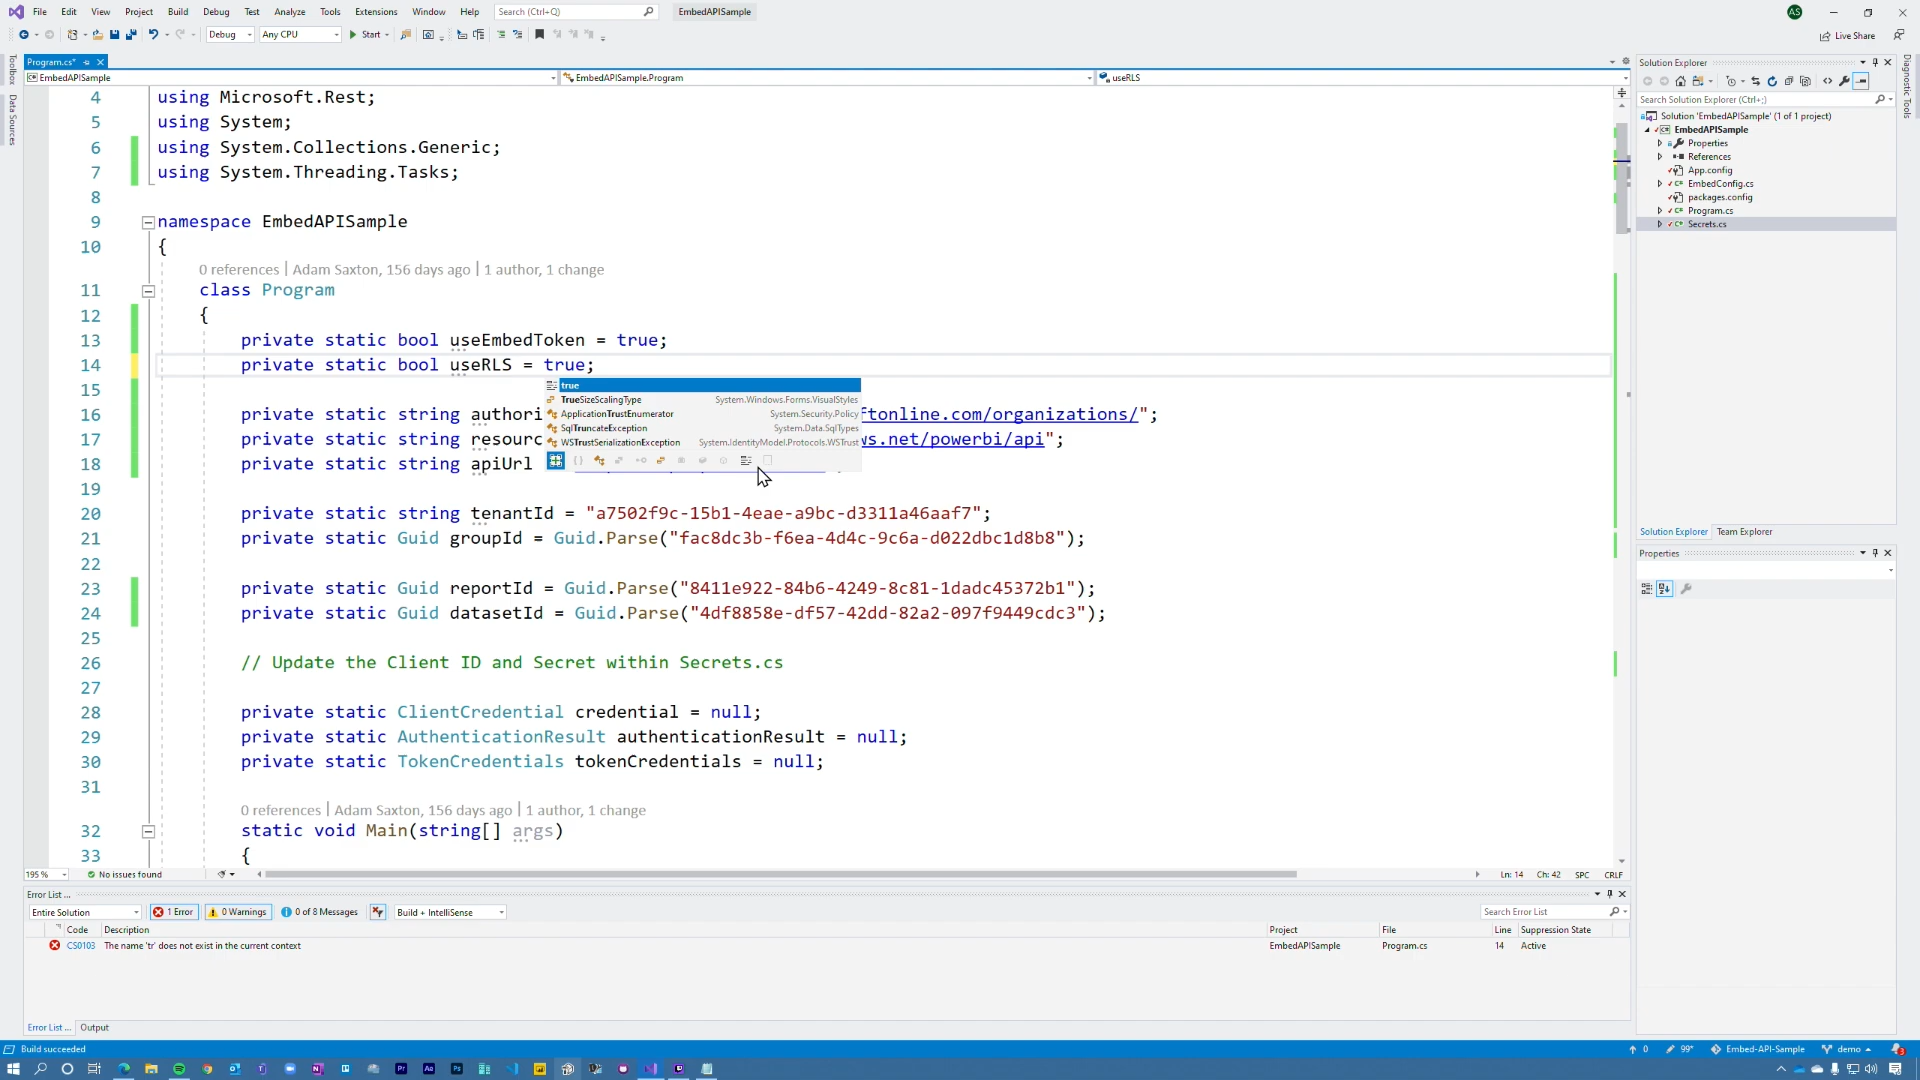 File Edit View Project Build Debug Test Analyze Tools Extensions Window Help Search (Ctrl+Q) EmbedAPISample AS
Debug Any CPU Start Live Share
Program.cs*
EmbedAPISample EmbedAPISample.Program useRLS
Toolbox
Data Sources
4 using Microsoft.Rest;
5 using System;
6 using System.Collections.Generic;
7 using System.Threading.Tasks;
8
9 namespace EmbedAPISample
10 {
0 references | Adam Saxton, 156 days ago | 1 author, 1 change
11 class Program
12 {
13 private static bool useEmbedToken = true;
14 private static bool useRLS = true;
15
16 private static string authori ftonline.com/organizations/";
17 private static string resourc ws.net/powerbi/api";
18 private static string apiUrl
19
20 private static string tenantId = "a7502f9c-15b1-4eae-a9bc-d3311a46aaf7";
21 private static Guid groupId = Guid.Parse("fac8dc3b-f6ea-4d4c-9c6a-d022dbc1d8b8");
22
23 private static Guid reportId = Guid.Parse("8411e922-84b6-4249-8c81-1dadc45372b1");
24 private static Guid datasetId = Guid.Parse("4df8858e-df57-42dd-82a2-097f9449cdc3");
25
26 // Update the Client ID and Secret within Secrets.cs
27
28 private static ClientCredential credential = null;
29 private static AuthenticationResult authenticationResult = null;
30 private static TokenCredentials tokenCredentials = null;
31
0 references | Adam Saxton, 156 days ago | 1 author, 1 change
32 static void Main(string[] args)
33 {
true
TrueSizeScalingType System.Windows.Forms.VisualStyles
ApplicationTrustEnumerator System.Security.Policy
SqlTruncateException System.Data.SqlTypes
WSTrustSerializationException System.IdentityModel.Protocols.WSTrust
195 % No issues found Ln: 14 Ch: 42 SPC CRLF
Error List ...
Entire Solution 1 Error 0 Warnings 0 of 8 Messages Build + IntelliSense Search Error List
Code Description Project File Line Suppression State
CS0103 The name 'tr' does not exist in the current context EmbedAPISample Program.cs 14 Active
Error List ... Output
Solution Explorer
Search Solution Explorer (Ctrl+;)
Solution 'EmbedAPISample' (1 of 1 project)
EmbedAPISample
Properties
References
App.config
EmbedConfig.cs
packages.config
Program.cs
Secrets.cs
Solution Explorer Team Explorer
Properties
Diagnostic Tools
Build succeeded 0 99* Embed-API-Sample demo 3